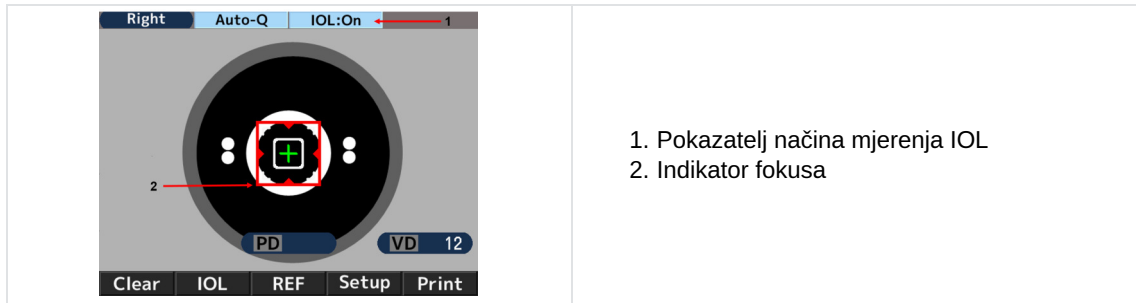 Right Auto-Q IOL:On 1
2
PD VD 12
Clear IOL REF Setup Print
1. Pokazatelj načina mjerenja IOL
2. Indikator fokusa